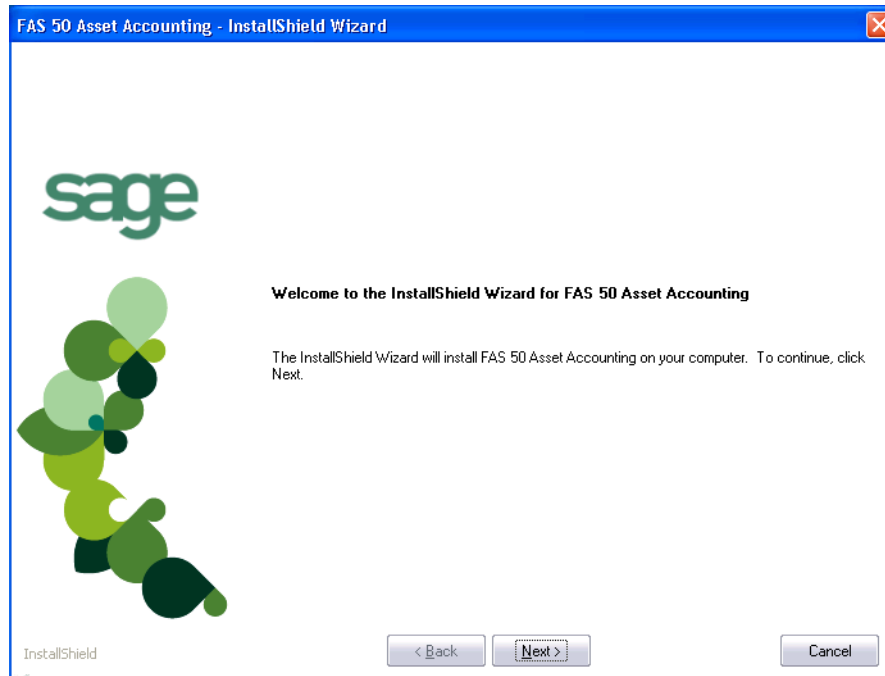 FAS 50 Asset Accounting - InstallShield Wizard
sage
Welcome to the InstallShield Wizard for FAS 50 Asset Accounting
The InstallShield Wizard will install FAS 50 Asset Accounting on your computer.  To continue, click
Next.
InstallShield
< Back
Next >
Cancel